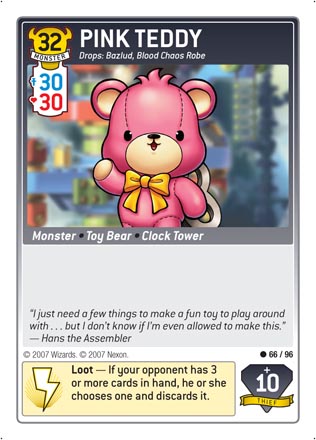 32
MONSTER
PINK TEDDY
Drops: Bazlud, Blood Chaos Robe
30
30
Monster • Toy Bear • Clock Tower
“I just need a few things to make a fun toy to play around
with . . . but I don’t know if I’m even allowed to make this.”
— Hans the Assembler
© 2007 Wizards. © 2007 Nexon.
● 66 / 96
Loot — If your opponent has 3
or more cards in hand, he or she
chooses one and discards it.
+
10
THIEF